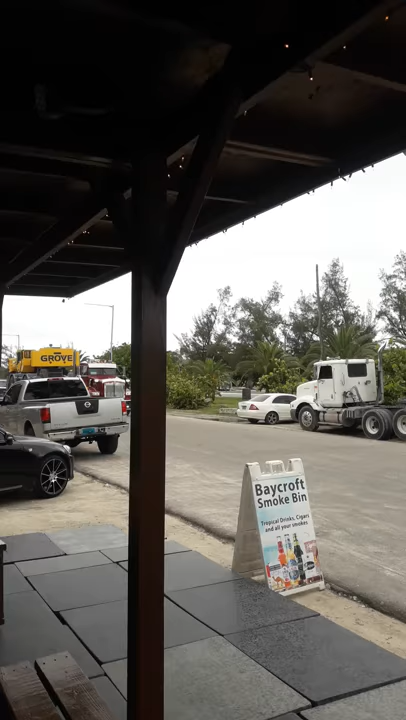 GROVE
Baycroft
Smoke Bin
Tropical Drinks, Cigars
and all your smokes